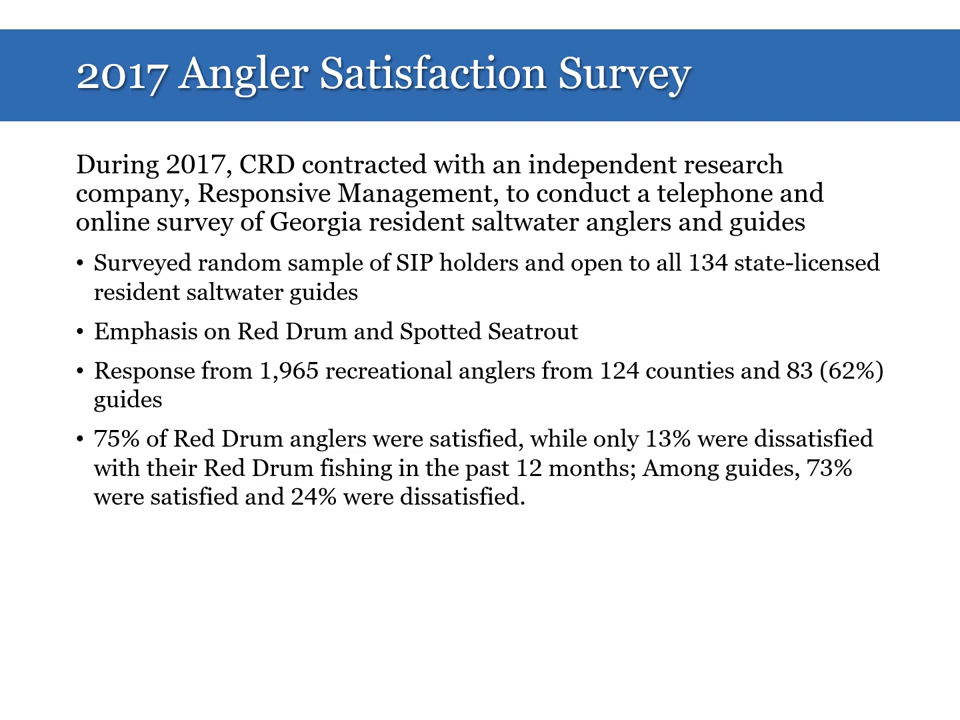 2017 Angler Satisfaction Survey
During 2017, CRD contracted with an independent research
company, Responsive Management, to conduct a telephone and
online survey of Georgia resident saltwater anglers and guides
• Surveyed random sample of SIP holders and open to all 134 state-licensed
resident saltwater guides
• Emphasis on Red Drum and Spotted Seatrout
• Response from 1,965 recreational anglers from 124 counties and 83 (62%)
guides
• 75% of Red Drum anglers were satisfied, while only 13% were dissatisfied
with their Red Drum fishing in the past 12 months; Among guides, 73%
were satisfied and 24% were dissatisfied.